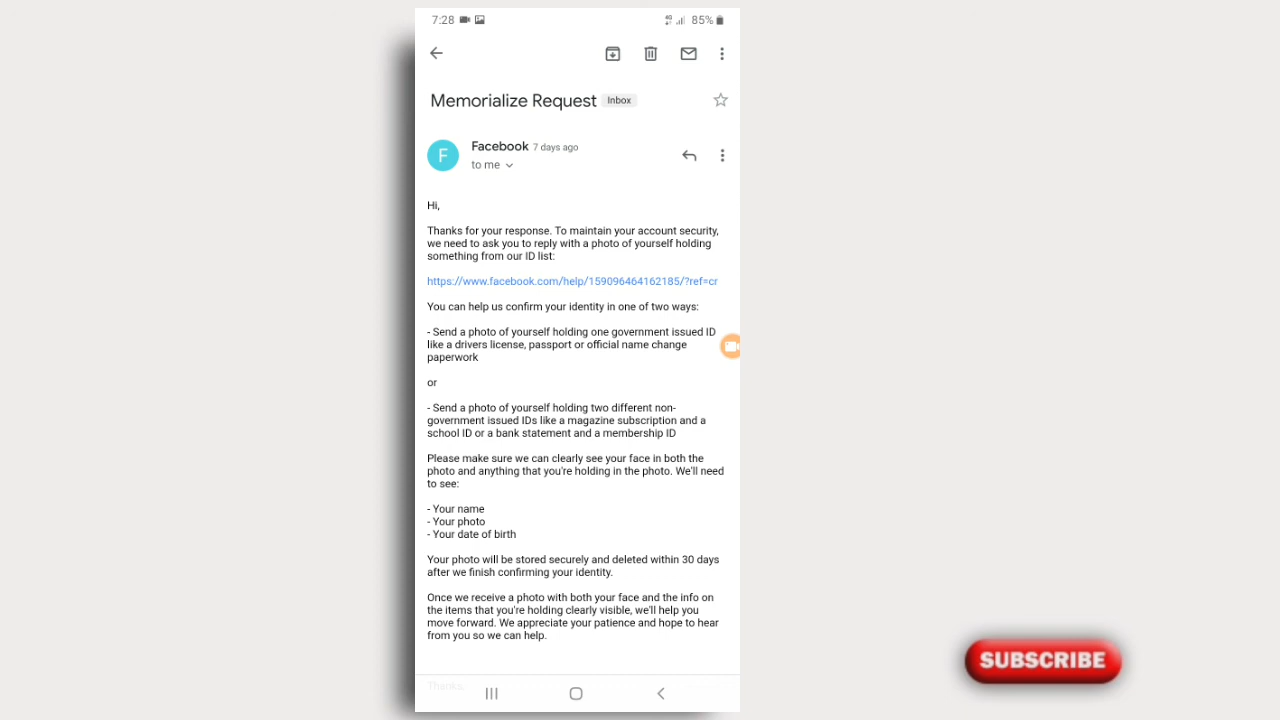 7:28
4G
85%
Memorialize Request Inbox
F
Facebook 7 days ago
to me
Hi,
Thanks for your response. To maintain your account security,
we need to ask you to reply with a photo of yourself holding
something from our ID list:
https://www.facebook.com/help/159096464162185/?ref=cr
You can help us confirm your identity in one of two ways:
- Send a photo of yourself holding one government issued ID
like a drivers license, passport or official name change
paperwork
or
- Send a photo of yourself holding two different non-
government issued IDs like a magazine subscription and a
school ID or a bank statement and a membership ID
Please make sure we can clearly see your face in both the
photo and anything that you're holding in the photo. We'll need
to see:
- Your name
- Your photo
- Your date of birth
Your photo will be stored securely and deleted within 30 days
after we finish confirming your identity.
Once we receive a photo with both your face and the info on
the items that you're holding clearly visible, we'll help you
move forward. We appreciate your patience and hope to hear
from you so we can help.
Thanks,
SUBSCRIBE